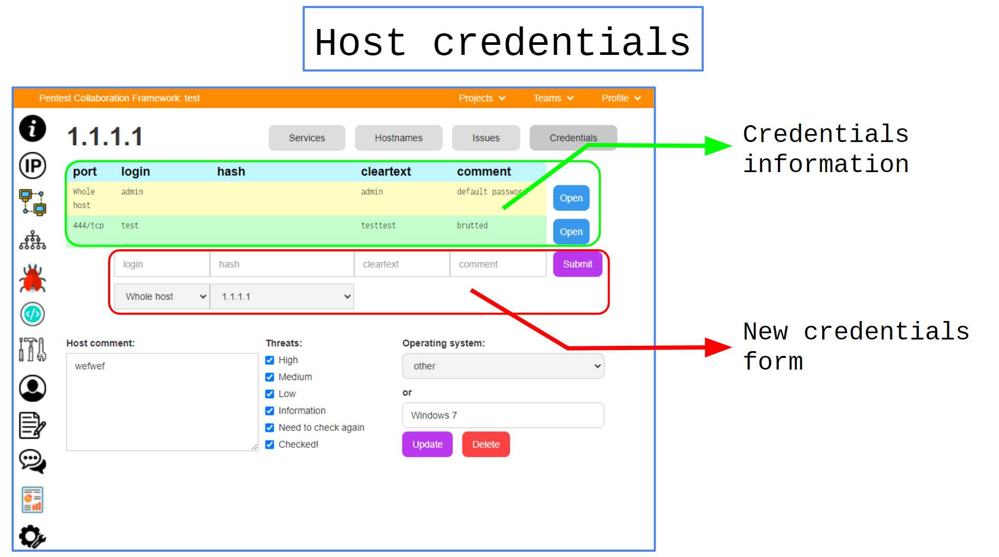 Host credentials
Pentest Collaboration Framework: test
Projects
Teams
Profile
i
1.1.1.1
Services
Hostnames
Issues
Credentials
Credentials
information
IP
port login hash cleartext comment
Whole
host
admin admin default password
Open
444/tcp test testtest brutted
Open
login hash cleartext comment Submit
Whole host 1.1.1.1
</>
New credentials
form
Host comment:
wefwef
Threats:
High
Medium
Low
Information
Need to check again
Checked!
Operating system:
other
or
Windows 7
Update Delete